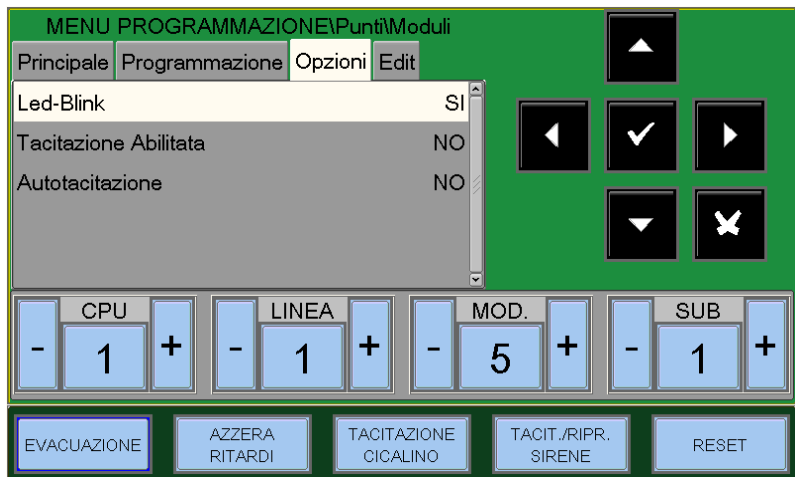 MENU PROGRAMMAZIONE\Punti\Moduli
Principale Programmazione Opzioni Edit
Led-Blink SI
Tacitazione Abilitata NO
Autotacitazione NO
CPU LINEA MOD. SUB
- 1 + - 1 + - 5 + - 1 +
EVACUAZIONE
AZZERA
RITARDI
TACITAZIONE
CICALINO
TACIT./RIPR.
SIRENE
RESET